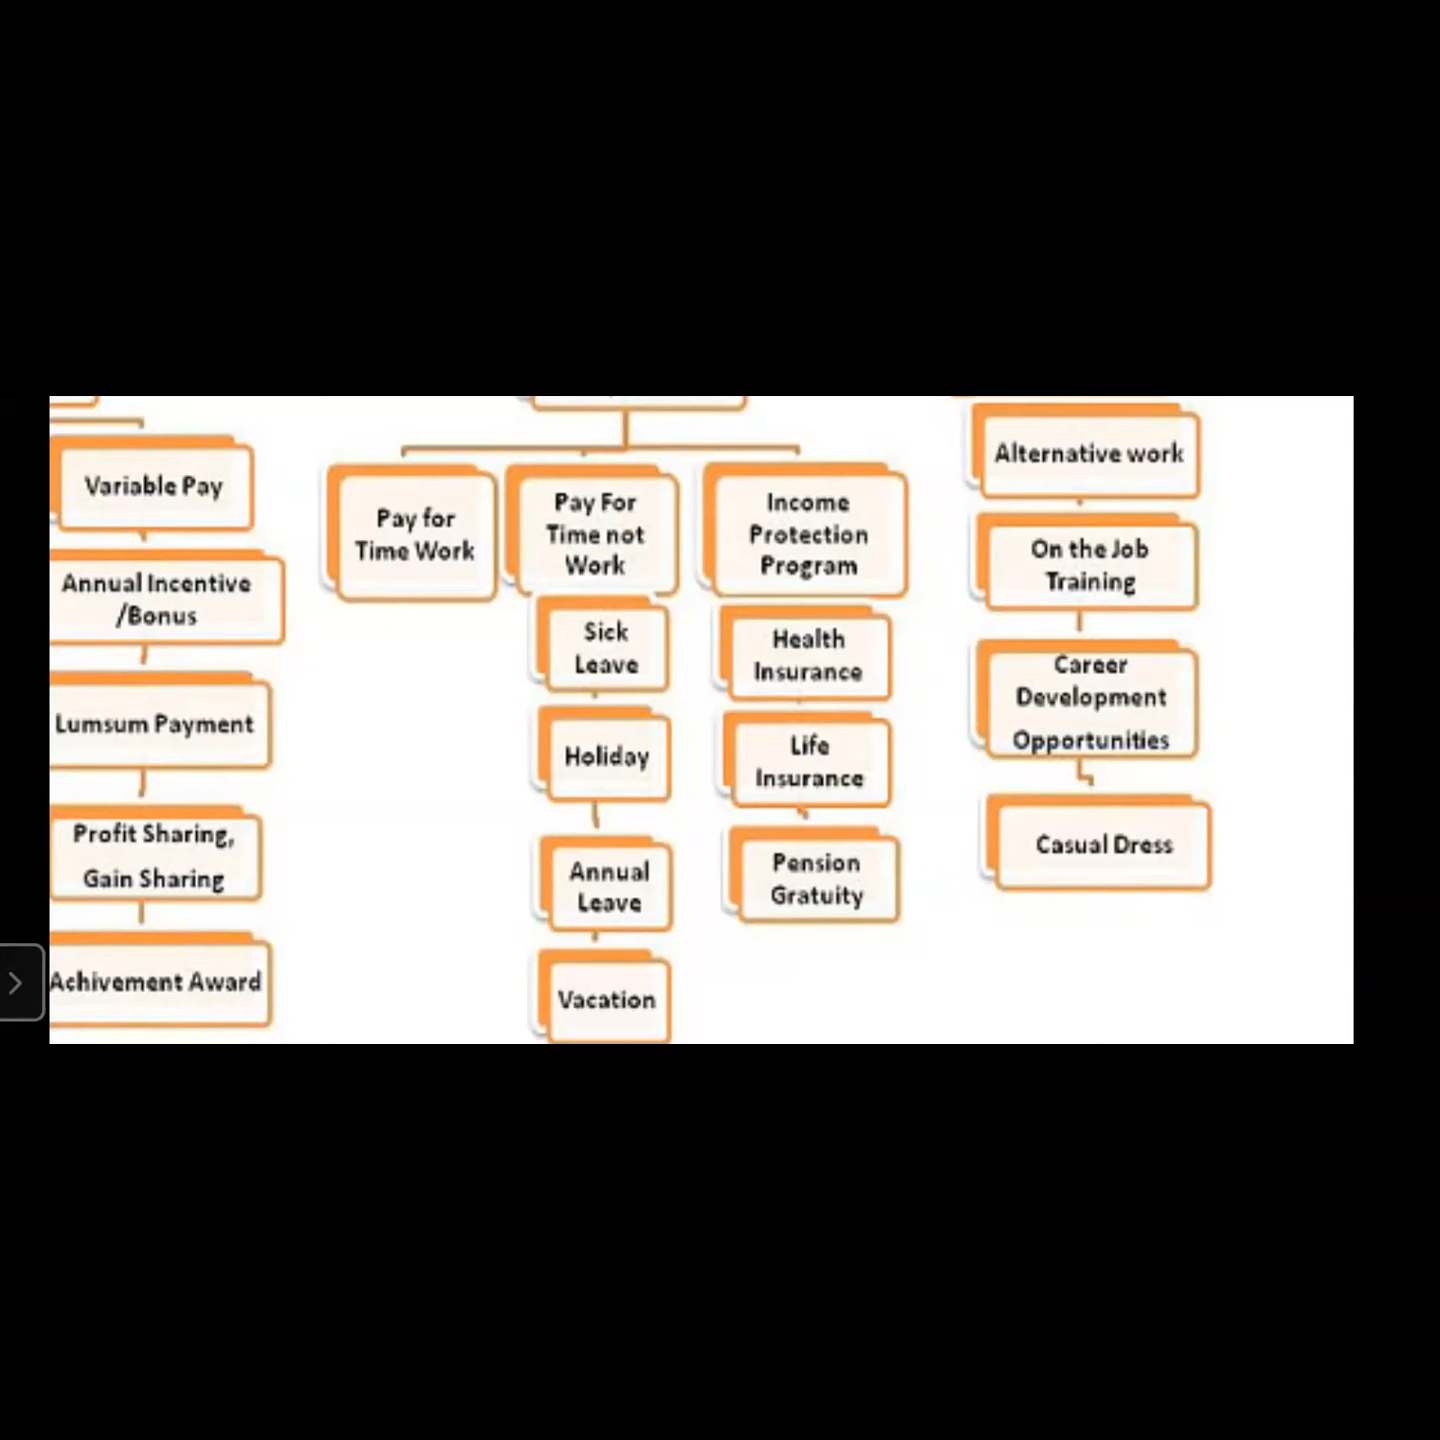 Variable Pay
Annual Incentive
/Bonus
Lumsum Payment
Profit Sharing,
Gain Sharing
Achivement Award
Pay for
Time Work
Pay For
Time not
Work
Sick
Leave
Holiday
Annual
Leave
Vacation
Income
Protection
Program
Health
Insurance
Life
Insurance
Pension
Gratuity
Alternative work
On the Job
Training
Career
Development
Opportunities
Casual Dress